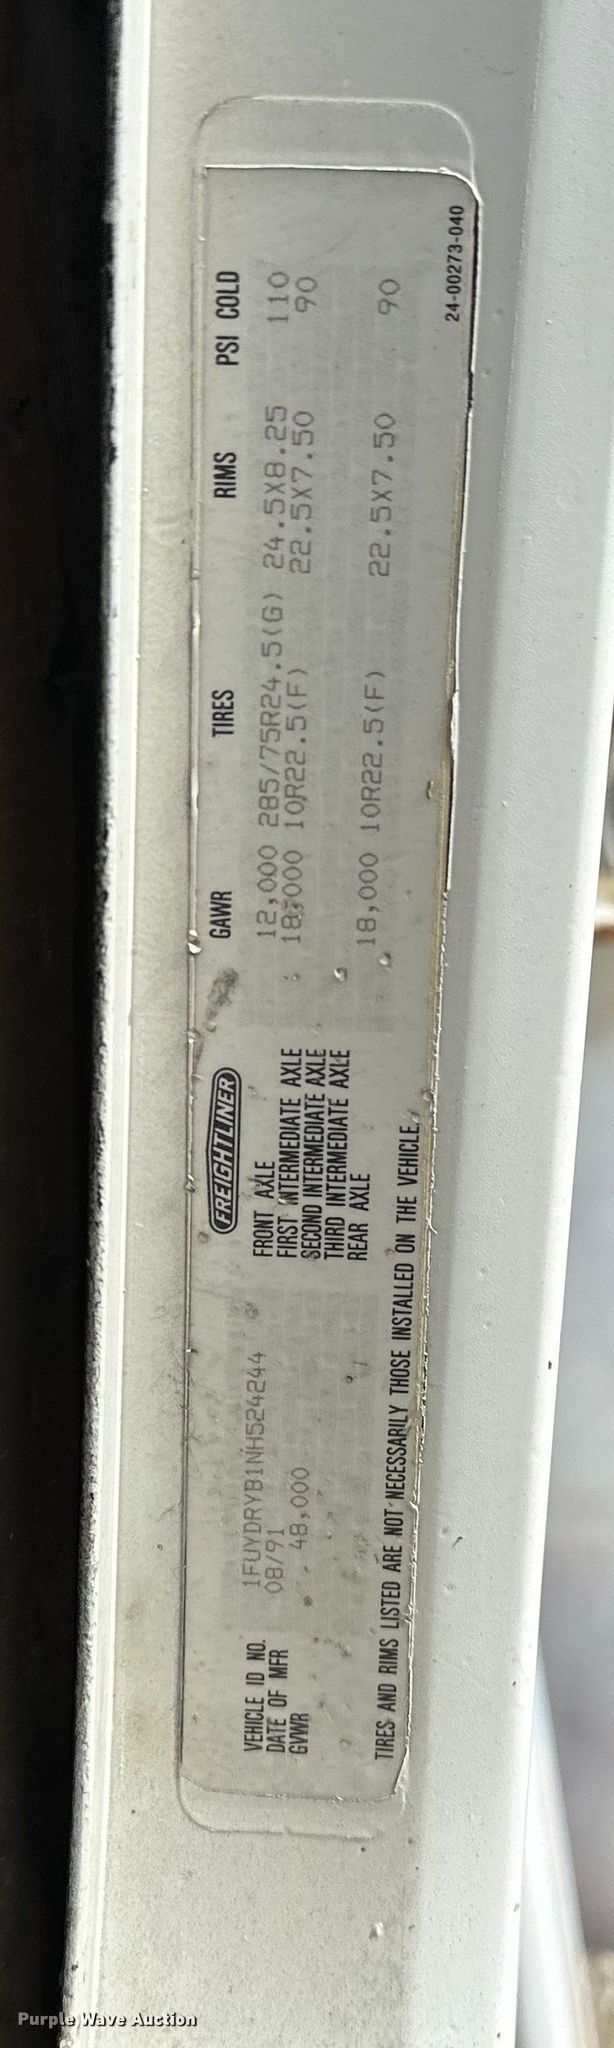 FREIGHTLINER
GAWR TIRES RIMS PSI COLD
VEHICLE ID NO. 1FUYDRYB1NH524244
DATE OF MFR 08/91
GVWR 48,000
FRONT AXLE 12,000 285/75R24.5(G) 24.5X8.25 110
FIRST INTERMEDIATE AXLE 18,000 10R22.5(F) 22.5X7.50 90
SECOND INTERMEDIATE AXLE
THIRD INTERMEDIATE AXLE
REAR AXLE 18,000 10R22.5(F) 22.5X7.50 90
TIRES AND RIMS LISTED ARE NOT NECESSARILY THOSE INSTALLED ON THE VEHICLE.
24-00273-040
Purple Wave Auction